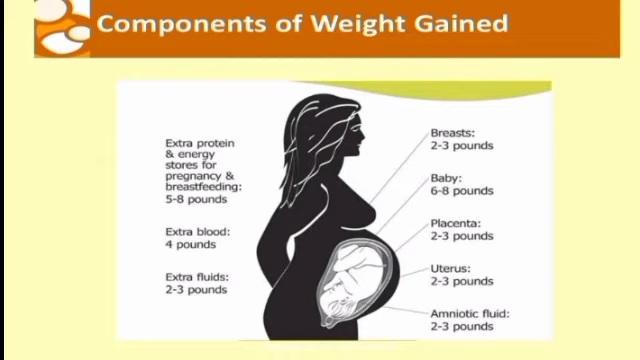 Components of Weight Gained
Extra protein
& energy
stores for
pregnancy &
breastfeeding:
5-8 pounds
Extra blood:
4 pounds
Extra fluids:
2-3 pounds
Breasts:
2-3 pounds
Baby:
6-8 pounds
Placenta:
2-3 pounds
Uterus:
2-3 pounds
Amniotic fluid:
2-3 pounds